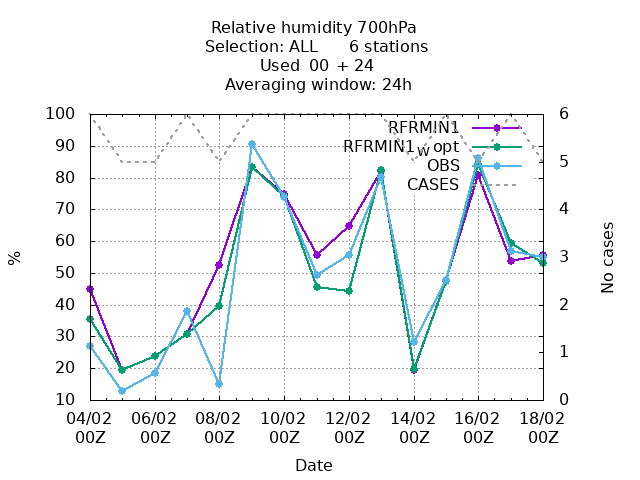 Relative humidity 700hPa
Selection: ALL 6 stations
Used 00 + 24
Averaging window: 24h
100
90
80
70
60
50
40
30
20
10
%
6
5
4
3
2
1
0
No cases
RFRMIN1
RFRMIN1_w_opt
OBS
CASES
04/02 06/02 08/02 10/02 12/02 14/02 16/02 18/02
00Z 00Z 00Z 00Z 00Z 00Z 00Z 00Z
Date